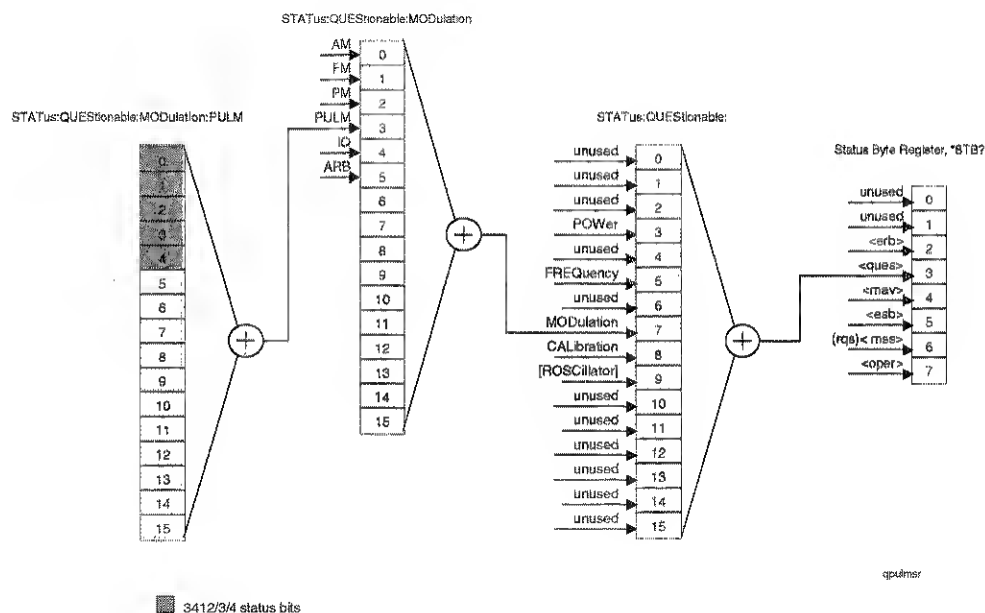 STATus:QUEStionable:MODulation
AM
FM
PM
PULM
IQ
ARB
0
1
2
3
4
5
6
7
8
9
10
11
12
13
14
15
STATus:QUEStionable:MODulation:PULM
0
1
2
3
4
5
6
7
8
9
10
11
12
13
14
15
STATus:QUEStionable:
unused 0
unused 1
unused 2
POWer 3
unused 4
FREQuency 5
unused 6
MODulation 7
CALibration 8
[ROSCillator] 9
unused 10
unused 11
unused 12
unused 13
unused 14
unused 15
Status Byte Register, *STB?
unused 0
unused 1
<erb> 2
<ques> 3
<mav> 4
<esb> 5
(rqs)< mss> 6
<oper> 7
qpulmsr
3412/3/4 status bits